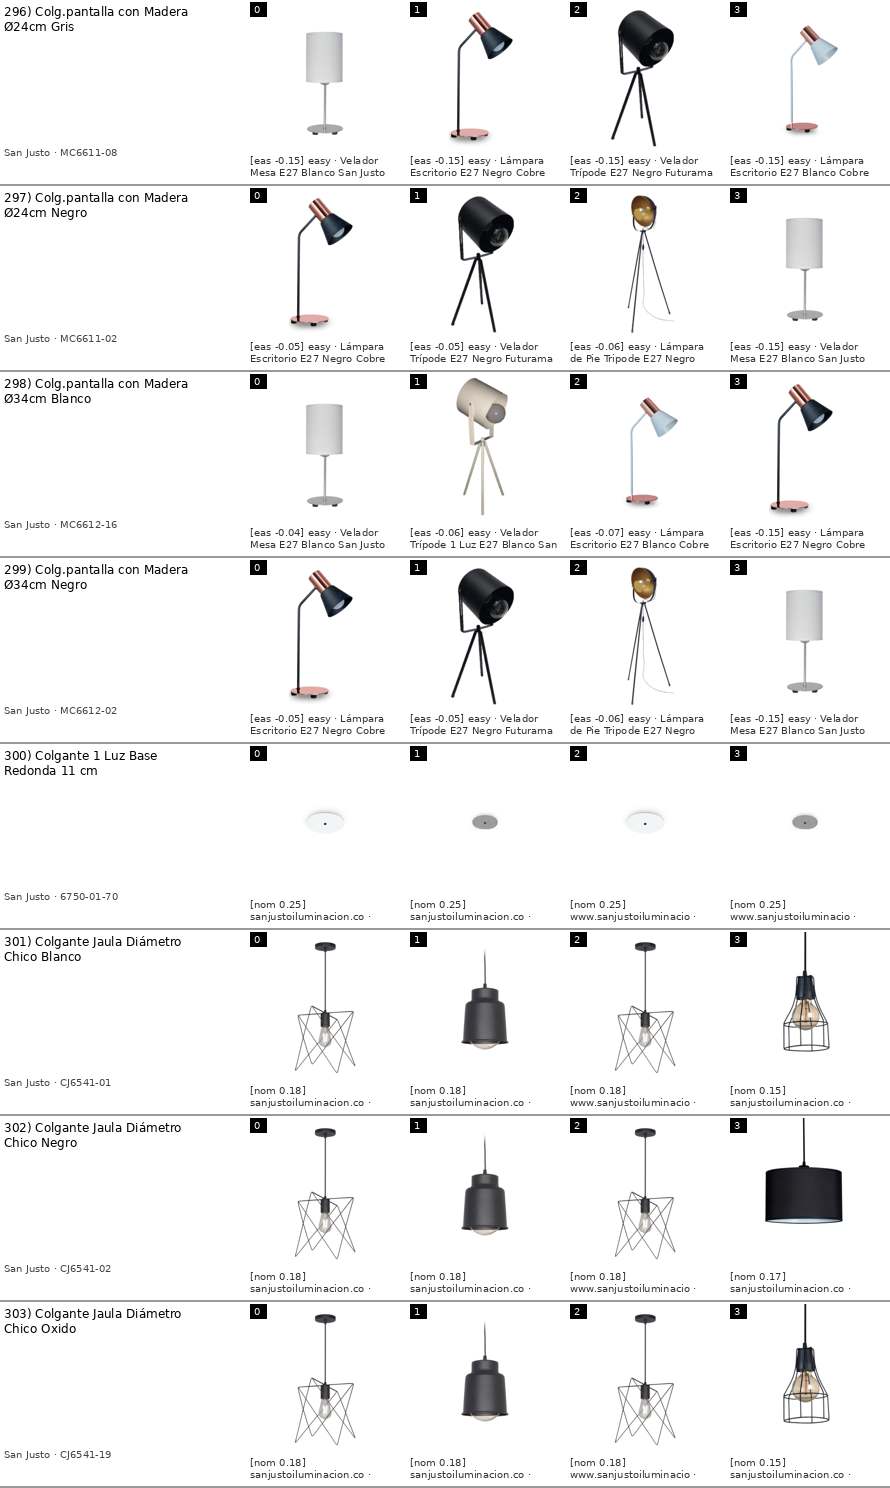 296) Colg.pantalla con Madera
Ø24cm Gris
San Justo · MC6611-08
0
[eas -0.15] easy · Velador
Mesa E27 Blanco San Justo
1
[eas -0.15] easy · Lámpara
Escritorio E27 Negro Cobre
2
[eas -0.15] easy · Velador
Trípode E27 Negro Futurama
3
[eas -0.15] easy · Lámpara
Escritorio E27 Blanco Cobre
297) Colg.pantalla con Madera
Ø24cm Negro
San Justo · MC6611-02
0
[eas -0.05] easy · Lámpara
Escritorio E27 Negro Cobre
1
[eas -0.05] easy · Velador
Trípode E27 Negro Futurama
2
[eas -0.06] easy · Lámpara
de Pie Tripode E27 Negro
3
[eas -0.15] easy · Velador
Mesa E27 Blanco San Justo
298) Colg.pantalla con Madera
Ø34cm Blanco
San Justo · MC6612-16
0
[eas -0.04] easy · Velador
Mesa E27 Blanco San Justo
1
[eas -0.06] easy · Velador
Trípode 1 Luz E27 Blanco San
2
[eas -0.07] easy · Lámpara
Escritorio E27 Blanco Cobre
3
[eas -0.15] easy · Lámpara
Escritorio E27 Negro Cobre
299) Colg.pantalla con Madera
Ø34cm Negro
San Justo · MC6612-02
0
[eas -0.05] easy · Lámpara
Escritorio E27 Negro Cobre
1
[eas -0.05] easy · Velador
Trípode E27 Negro Futurama
2
[eas -0.06] easy · Lámpara
de Pie Tripode E27 Negro
3
[eas -0.15] easy · Velador
Mesa E27 Blanco San Justo
300) Colgante 1 Luz Base
Redonda 11 cm
San Justo · 6750-01-70
0
[nom 0.25]
sanjustoiluminacion.co ·
1
[nom 0.25]
sanjustoiluminacion.co ·
2
[nom 0.25]
www.sanjustoiluminacio ·
3
[nom 0.25]
www.sanjustoiluminacio ·
301) Colgante Jaula Diámetro
Chico Blanco
San Justo · CJ6541-01
0
[nom 0.18]
sanjustoiluminacion.co ·
1
[nom 0.18]
sanjustoiluminacion.co ·
2
[nom 0.18]
www.sanjustoiluminacio ·
3
[nom 0.15]
sanjustoiluminacion.co ·
302) Colgante Jaula Diámetro
Chico Negro
San Justo · CJ6541-02
0
[nom 0.18]
sanjustoiluminacion.co ·
1
[nom 0.18]
sanjustoiluminacion.co ·
2
[nom 0.18]
www.sanjustoiluminacio ·
3
[nom 0.17]
sanjustoiluminacion.co ·
303) Colgante Jaula Diámetro
Chico Oxido
San Justo · CJ6541-19
0
[nom 0.18]
sanjustoiluminacion.co ·
1
[nom 0.18]
sanjustoiluminacion.co ·
2
[nom 0.18]
www.sanjustoiluminacio ·
3
[nom 0.15]
sanjustoiluminacion.co ·